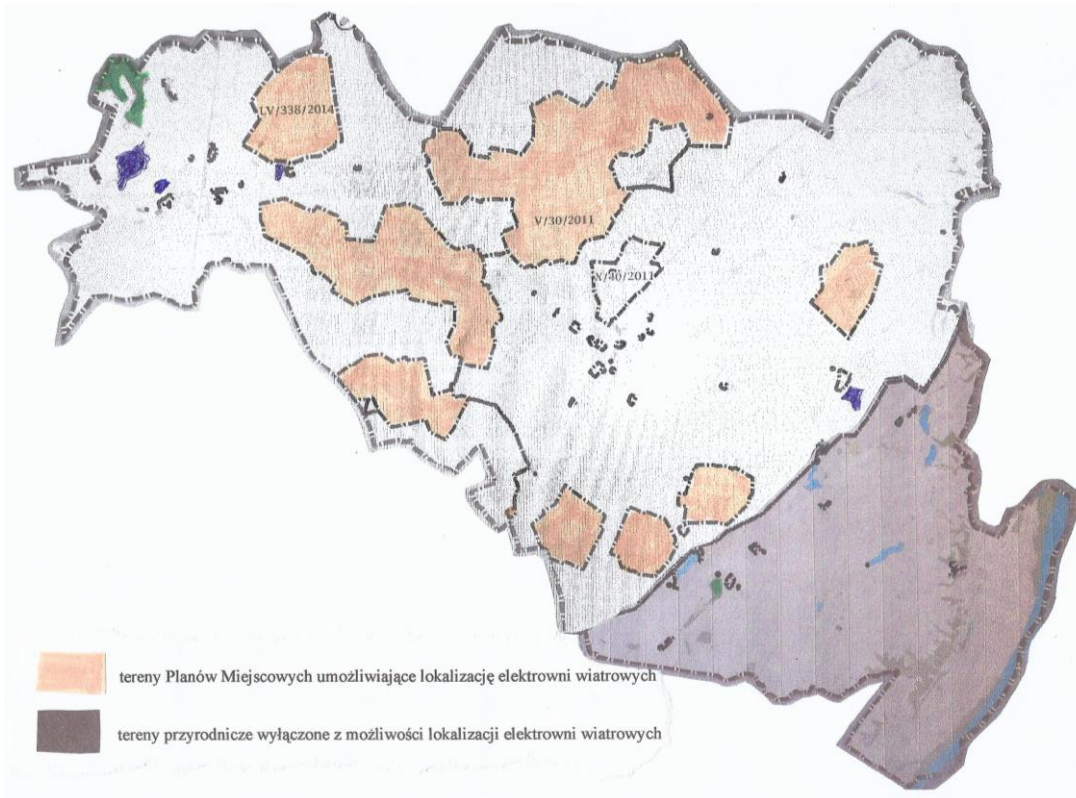 LV/338/2014
V/30/2011
X/40/2011
tereny Planów Miejscowych umożliwiające lokalizację elektrowni wiatrowych
tereny przyrodnicze wyłączone z możliwości lokalizacji elektrowni wiatrowych